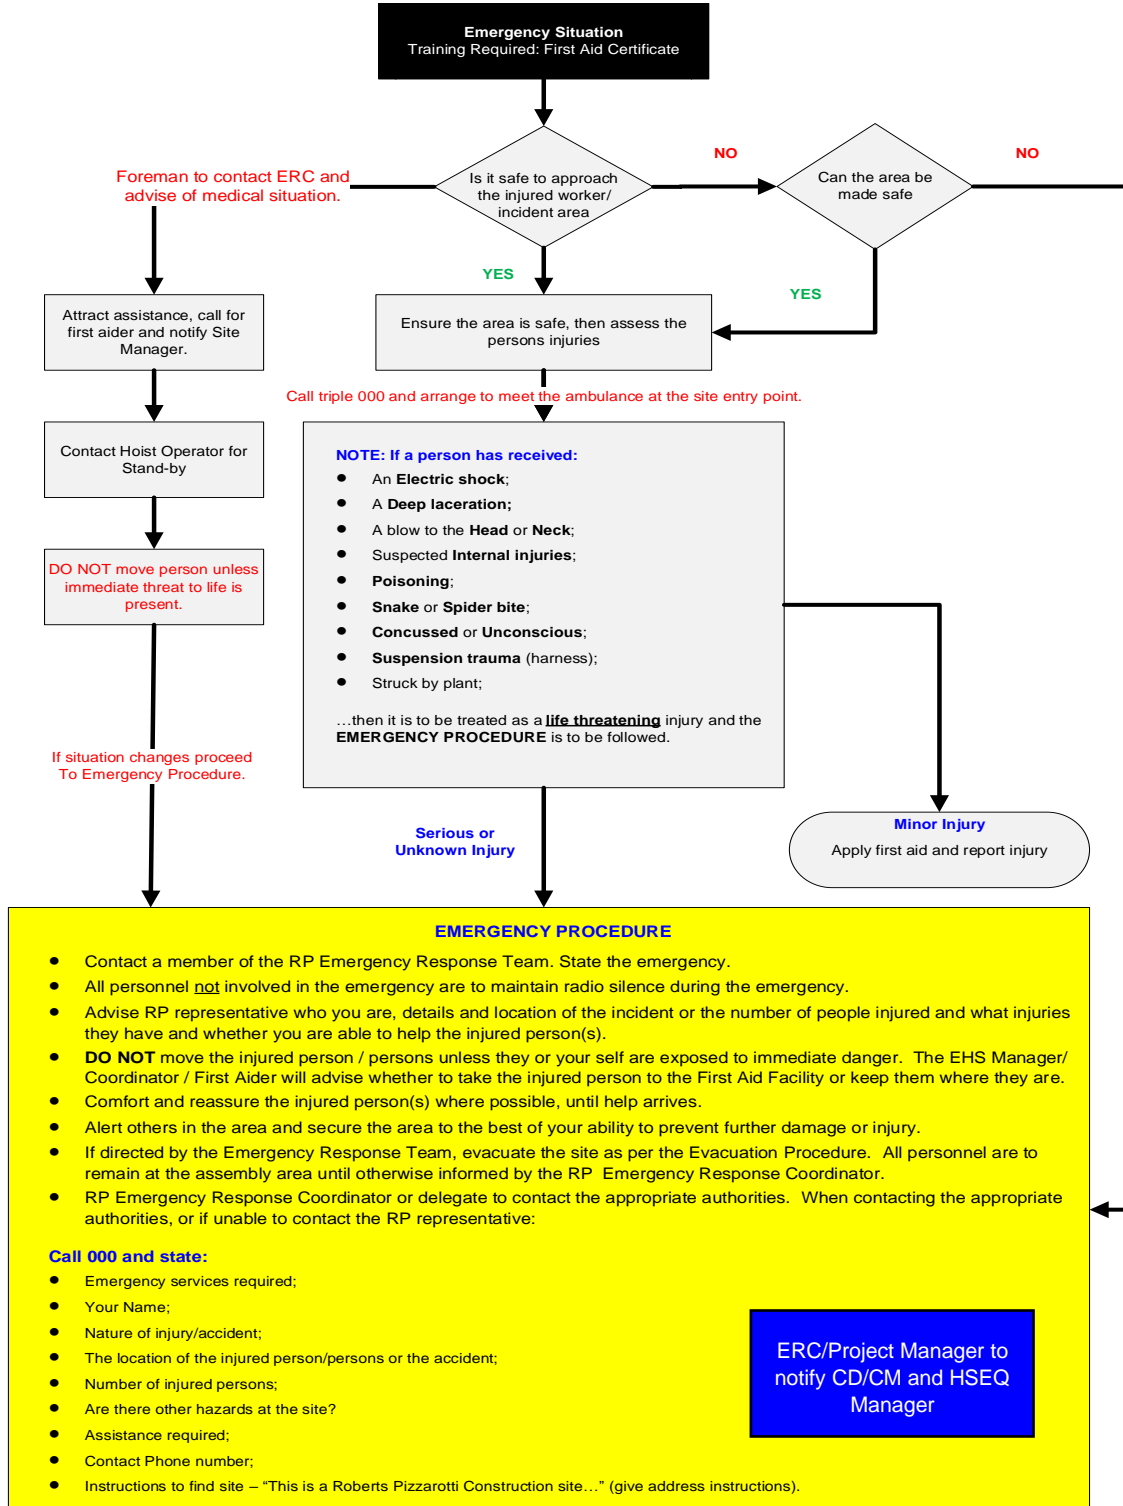 Emergency Situation
Training Required: First Aid Certificate
Is it safe to approach
the injured worker/
incident area
NO
Can the area be
made safe
NO
Foreman to contact ERC and
advise of medical situation.
YES
YES
Attract assistance, call for
first aider and notify Site
Manager.
Ensure the area is safe, then assess the
persons injuries
Call triple 000 and arrange to meet the ambulance at the site entry point.
Contact Hoist Operator for
Stand-by
DO NOT move person unless
immediate threat to life is
present.
If situation changes proceed
To Emergency Procedure.
NOTE: If a person has received:
● An Electric shock;
● A Deep laceration;
● A blow to the Head or Neck;
● Suspected Internal injuries;
● Poisoning;
● Snake or Spider bite;
● Concussed or Unconscious;
● Suspension trauma (harness);
● Struck by plant;
…then it is to be treated as a life threatening injury and the
EMERGENCY PROCEDURE is to be followed.
Serious or
Unknown Injury
Minor Injury
Apply first aid and report injury
EMERGENCY PROCEDURE
● Contact a member of the RP Emergency Response Team. State the emergency.
● All personnel not involved in the emergency are to maintain radio silence during the emergency.
● Advise RP representative who you are, details and location of the incident or the number of people injured and what injuries
they have and whether you are able to help the injured person(s).
● DO NOT move the injured person / persons unless they or your self are exposed to immediate danger. The EHS Manager/
Coordinator / First Aider will advise whether to take the injured person to the First Aid Facility or keep them where they are.
● Comfort and reassure the injured person(s) where possible, until help arrives.
● Alert others in the area and secure the area to the best of your ability to prevent further damage or injury.
● If directed by the Emergency Response Team, evacuate the site as per the Evacuation Procedure. All personnel are to
remain at the assembly area until otherwise informed by the RP Emergency Response Coordinator.
● RP Emergency Response Coordinator or delegate to contact the appropriate authorities. When contacting the appropriate
authorities, or if unable to contact the RP representative:
Call 000 and state:
● Emergency services required;
● Your Name;
● Nature of injury/accident;
● The location of the injured person/persons or the accident;
● Number of injured persons;
● Are there other hazards at the site?
● Assistance required;
● Contact Phone number;
● Instructions to find site – “This is a Roberts Pizzarotti Construction site…” (give address instructions).
ERC/Project Manager to
notify CD/CM and HSEQ
Manager